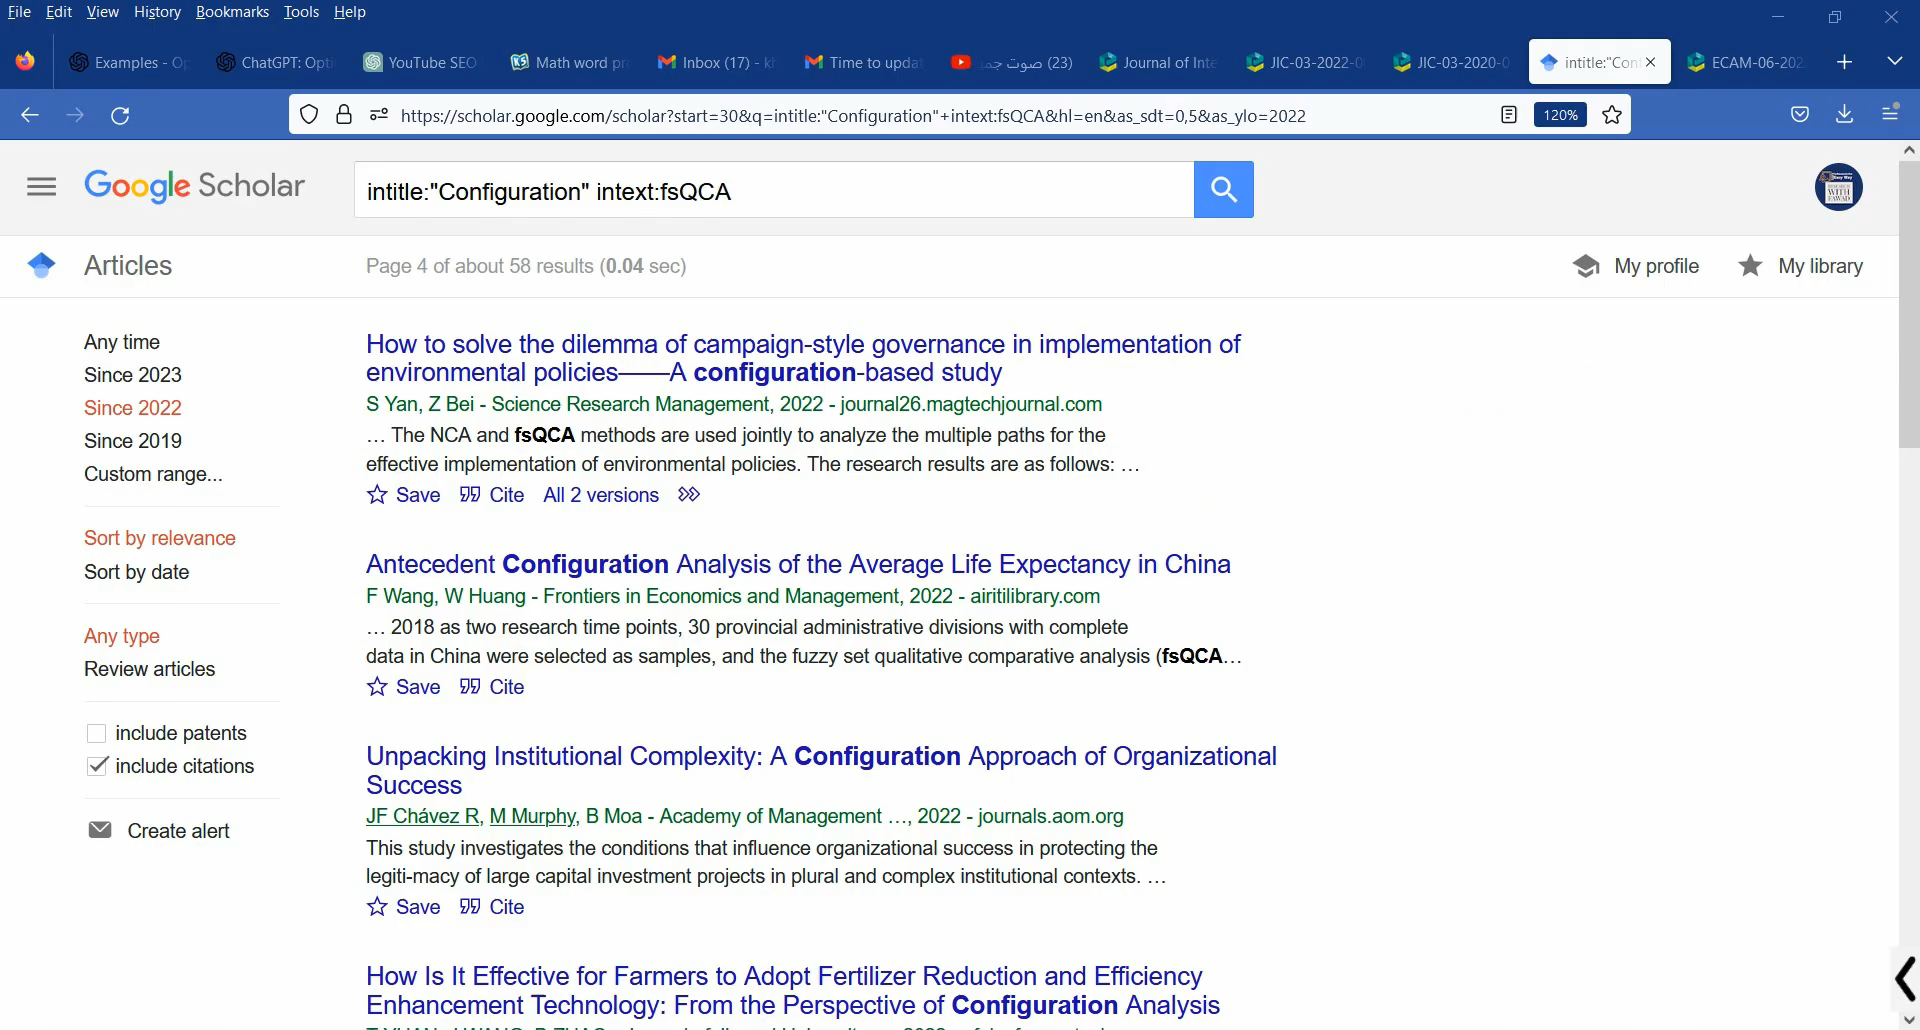 File Edit View History Bookmarks Tools Help
Examples - Op
ChatGPT: Opti
YouTube SEO
Math word pr
Inbox (17) - kh
Time to updat
(23) صوت جم
Journal of Inte
JIC-03-2022-0
JIC-03-2020-0
intitle:"Con
ECAM-06-202
https://scholar.google.com/scholar?start=30&q=intitle:"Configuration"+intext:fsQCA&hl=en&as_sdt=0,5&as_ylo=2022
120%
Google Scholar
intitle:"Configuration" intext:fsQCA
Articles
Page 4 of about 58 results (0.04 sec)
My profile
My library
Any time
Since 2023
Since 2022
Since 2019
Custom range...
Sort by relevance
Sort by date
Any type
Review articles
include patents
include citations
Create alert
How to solve the dilemma of campaign-style governance in implementation of
environmental policies——A configuration-based study
S Yan, Z Bei - Science Research Management, 2022 - journal26.magtechjournal.com
… The NCA and fsQCA methods are used jointly to analyze the multiple paths for the
effective implementation of environmental policies. The research results are as follows: …
Save Cite All 2 versions
Antecedent Configuration Analysis of the Average Life Expectancy in China
F Wang, W Huang - Frontiers in Economics and Management, 2022 - airitilibrary.com
… 2018 as two research time points, 30 provincial administrative divisions with complete
data in China were selected as samples, and the fuzzy set qualitative comparative analysis (fsQCA…
Save Cite
Unpacking Institutional Complexity: A Configuration Approach of Organizational
Success
JF Chávez R, M Murphy, B Moa - Academy of Management …, 2022 - journals.aom.org
This study investigates the conditions that influence organizational success in protecting the
legiti-macy of large capital investment projects in plural and complex institutional contexts. …
Save Cite
How Is It Effective for Farmers to Adopt Fertilizer Reduction and Efficiency
Enhancement Technology: From the Perspective of Configuration Analysis